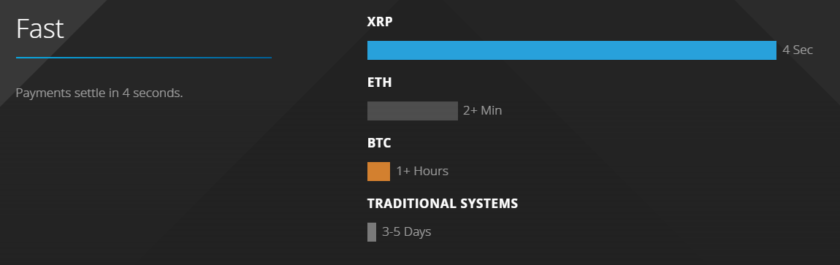 Fast
Payments settle in 4 seconds.
XRP
4 Sec
ETH
2+ Min
BTC
1+ Hours
TRADITIONAL SYSTEMS
3-5 Days